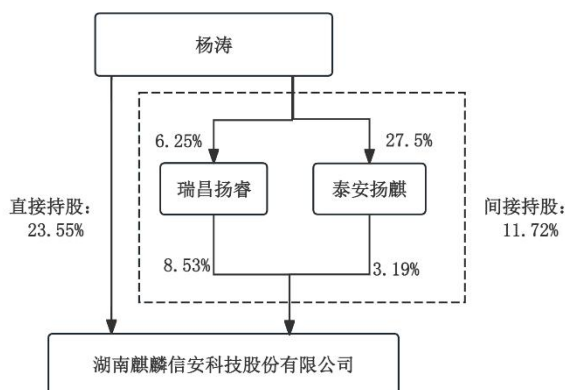 杨涛
6.25%
27.5%
瑞昌扬睿
泰安扬麒
直接持股：
23.55%
间接持股：
11.72%
8.53%
3.19%
湖南麒麟信安科技股份有限公司